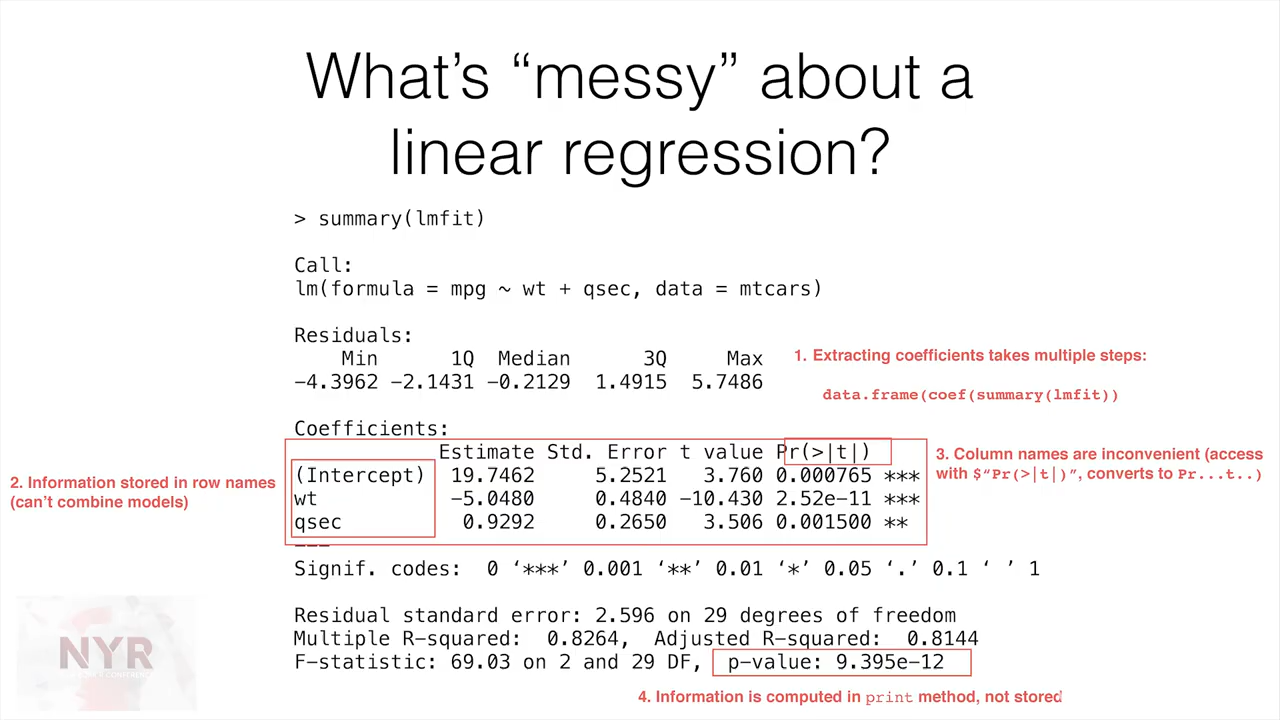 What's “messy” about a
linear regression?
> summary(lmfit)
Call:
lm(formula = mpg ~ wt + qsec, data = mtcars)
Residuals:
Min 1Q Median 3Q Max
-4.3962 -2.1431 -0.2129 1.4915 5.7486
1. Extracting coefficients takes multiple steps:
data.frame(coef(summary(lmfit))
Coefficients:
Estimate Std. Error t value Pr(>|t|)
(Intercept) 19.7462 5.2521 3.760 0.000765 ***
wt -5.0480 0.4840 -10.430 2.52e-11 ***
qsec 0.9292 0.2650 3.506 0.001500 **
---
2. Information stored in row names
(can't combine models)
3. Column names are inconvenient (access
with $“Pr(>|t|)”, converts to Pr...t..)
Signif. codes: 0 ‘***’ 0.001 ‘**’ 0.01 ‘*’ 0.05 ‘.’ 0.1 ‘ ’ 1
Residual standard error: 2.596 on 29 degrees of freedom
Multiple R-squared: 0.8264, Adjusted R-squared: 0.8144
F-statistic: 69.03 on 2 and 29 DF, p-value: 9.395e-12
4. Information is computed in print method, not stored
NYR